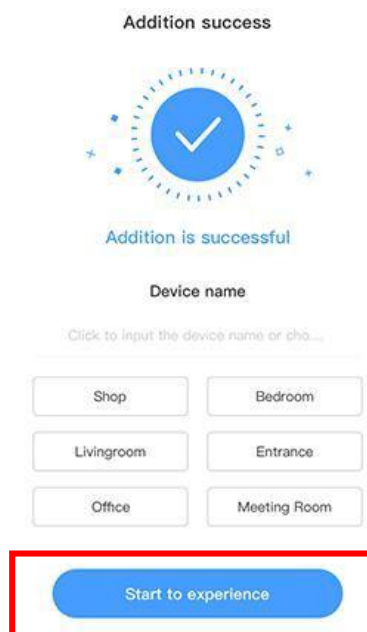 Addition success
Addition is successful
Device name
Click to input the device name or cho...
Shop Bedroom
Livingroom Entrance
Office Meeting Room
Start to experience